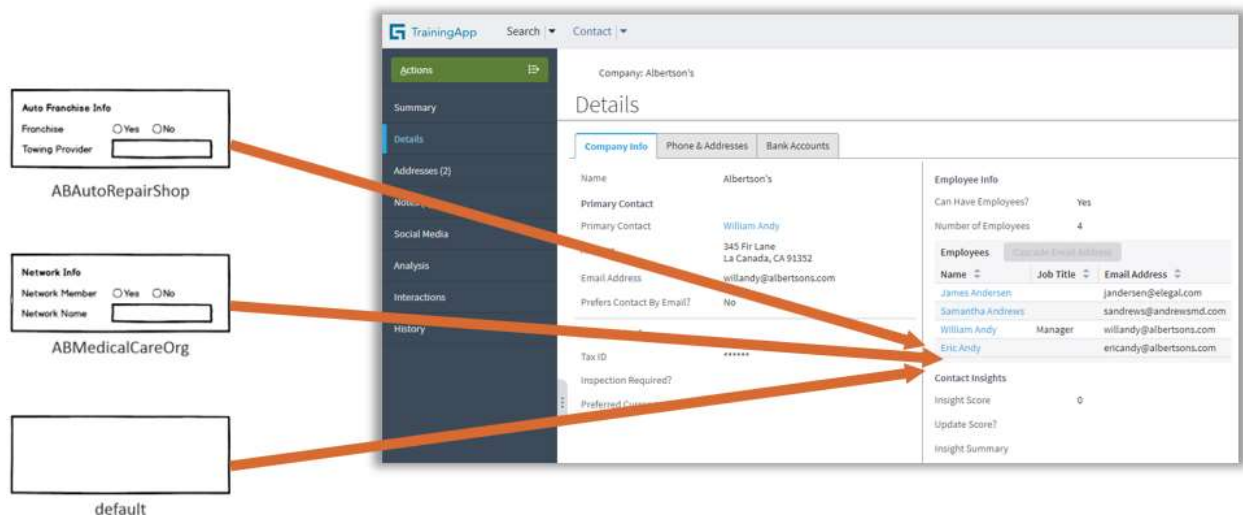 TrainingApp Search Contact
Actions
Summary
Details
Addresses (2)
Social Media
Analysis
Interactions
History
Company: Albertson's
Details
Company Info Phone & Addresses Bank Accounts
Name Albertson's
Primary Contact
Primary Contact William Andy
345 Fir Lane
La Canada, CA 91352
Email Address willandy@albertsons.com
Prefers Contact By Email? No
Tax ID ******
Inspection Required?
Preferred
Employee Info
Can Have Employees? Yes
Number of Employees 4
Employees Cascade Email Address
Name Job Title Email Address
James Andersen jandersen@elegal.com
Samantha Andrews sandrews@andrewsmd.com
William Andy Manager willandy@albertsons.com
Eric Andy ericandy@albertsons.com
Contact Insights
Insight Score 0
Update Score?
Insight Summary
Auto Franchise Info
Franchise Yes No
Towing Provider
ABAutoRepairShop
Network Info
Network Member Yes No
Network Name
ABMedicalCareOrg
default